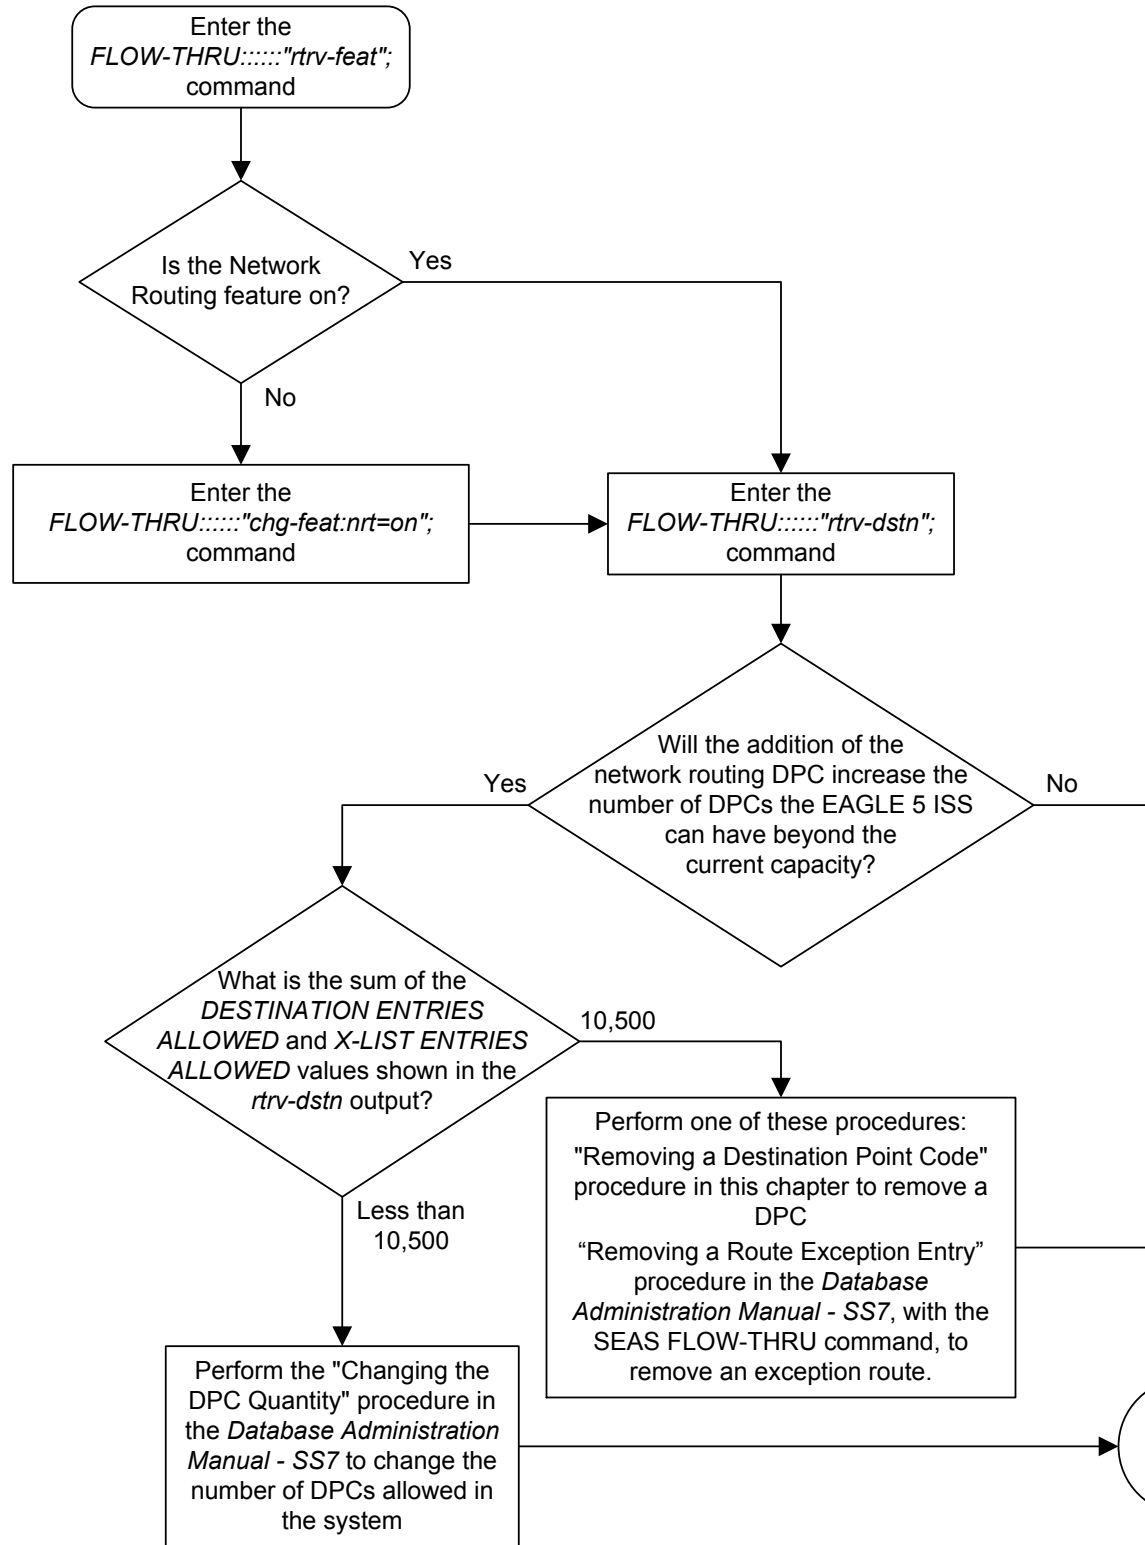 Enter the
FLOW-THRU::::::"rtrv-feat";
command
Is the Network
Routing feature on?
Yes
No
Enter the
FLOW-THRU::::::"chg-feat:nrt=on";
command
Enter the
FLOW-THRU::::::"rtrv-dstn";
command
Will the addition of the
network routing DPC increase the
number of DPCs the EAGLE 5 ISS
can have beyond the
current capacity?
Yes
No
What is the sum of the
DESTINATION ENTRIES
ALLOWED and X-LIST ENTRIES
ALLOWED values shown in the
rtrv-dstn output?
10,500
Less than
10,500
Perform one of these procedures:
"Removing a Destination Point Code"
procedure in this chapter to remove a
DPC
“Removing a Route Exception Entry”
procedure in the Database
Administration Manual - SS7, with the
SEAS FLOW-THRU command, to
remove an exception route.
Perform the "Changing the
DPC Quantity" procedure in
the Database Administration
Manual - SS7 to change the
number of DPCs allowed in
the system